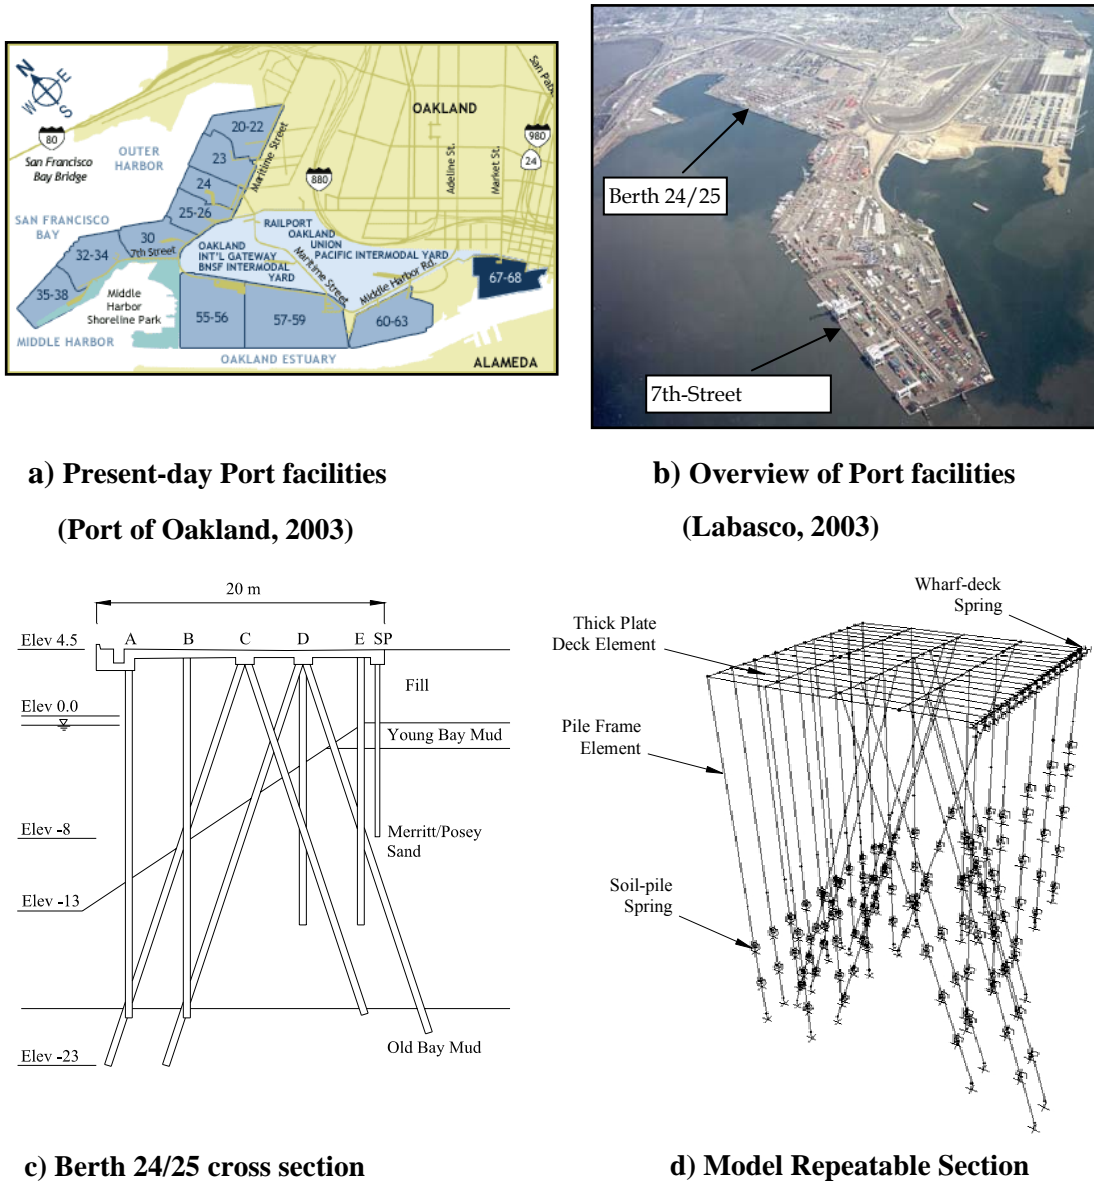 N
E
W
S
80
San Francisco
Bay Bridge
OUTER
HARBOR
OAKLAND
San Pab
980
24
880
Adeline St.
Market St.
20-22
23
24
25-26
Maritime Street
SAN FRANCISCO
BAY
30
7th Street
32-34
35-38
RAILPORT
OAKLAND
UNION
PACIFIC INTERMODAL YARD
OAKLAND
INT'L GATEWAY
BNSF INTERMODAL
YARD
Maritime Street
Middle Harbor Rd.
67-68
Middle
Harbor
Shoreline Park
MIDDLE HARBOR
55-56
57-59
60-63
OAKLAND ESTUARY
ALAMEDA
Berth 24/25
7th-Street
a) Present-day Port facilities
(Port of Oakland, 2003)
b) Overview of Port facilities
(Labasco, 2003)
20 m
Elev 4.5
A B C D E SP
Fill
Elev 0.0
Young Bay Mud
Elev -8
Merritt/Posey
Sand
Elev -13
Old Bay Mud
Elev -23
Wharf-deck
Spring
Thick Plate
Deck Element
Pile Frame
Element
Soil-pile
Spring
c) Berth 24/25 cross section
d) Model Repeatable Section